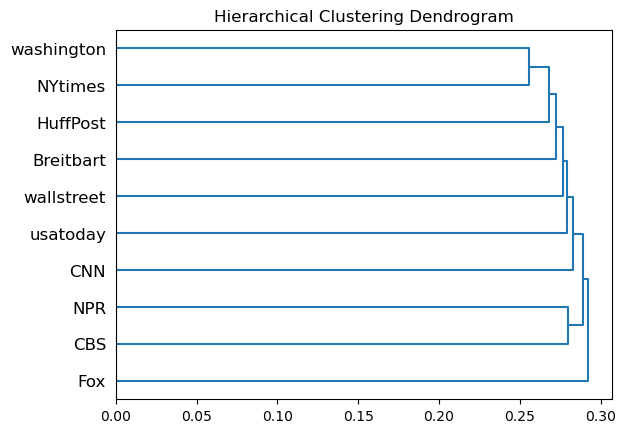 Hierarchical Clustering Dendrogram
washington
NYtimes
HuffPost
Breitbart
wallstreet
usatoday
CNN
NPR
CBS
Fox
0.00 0.05 0.10 0.15 0.20 0.25 0.30